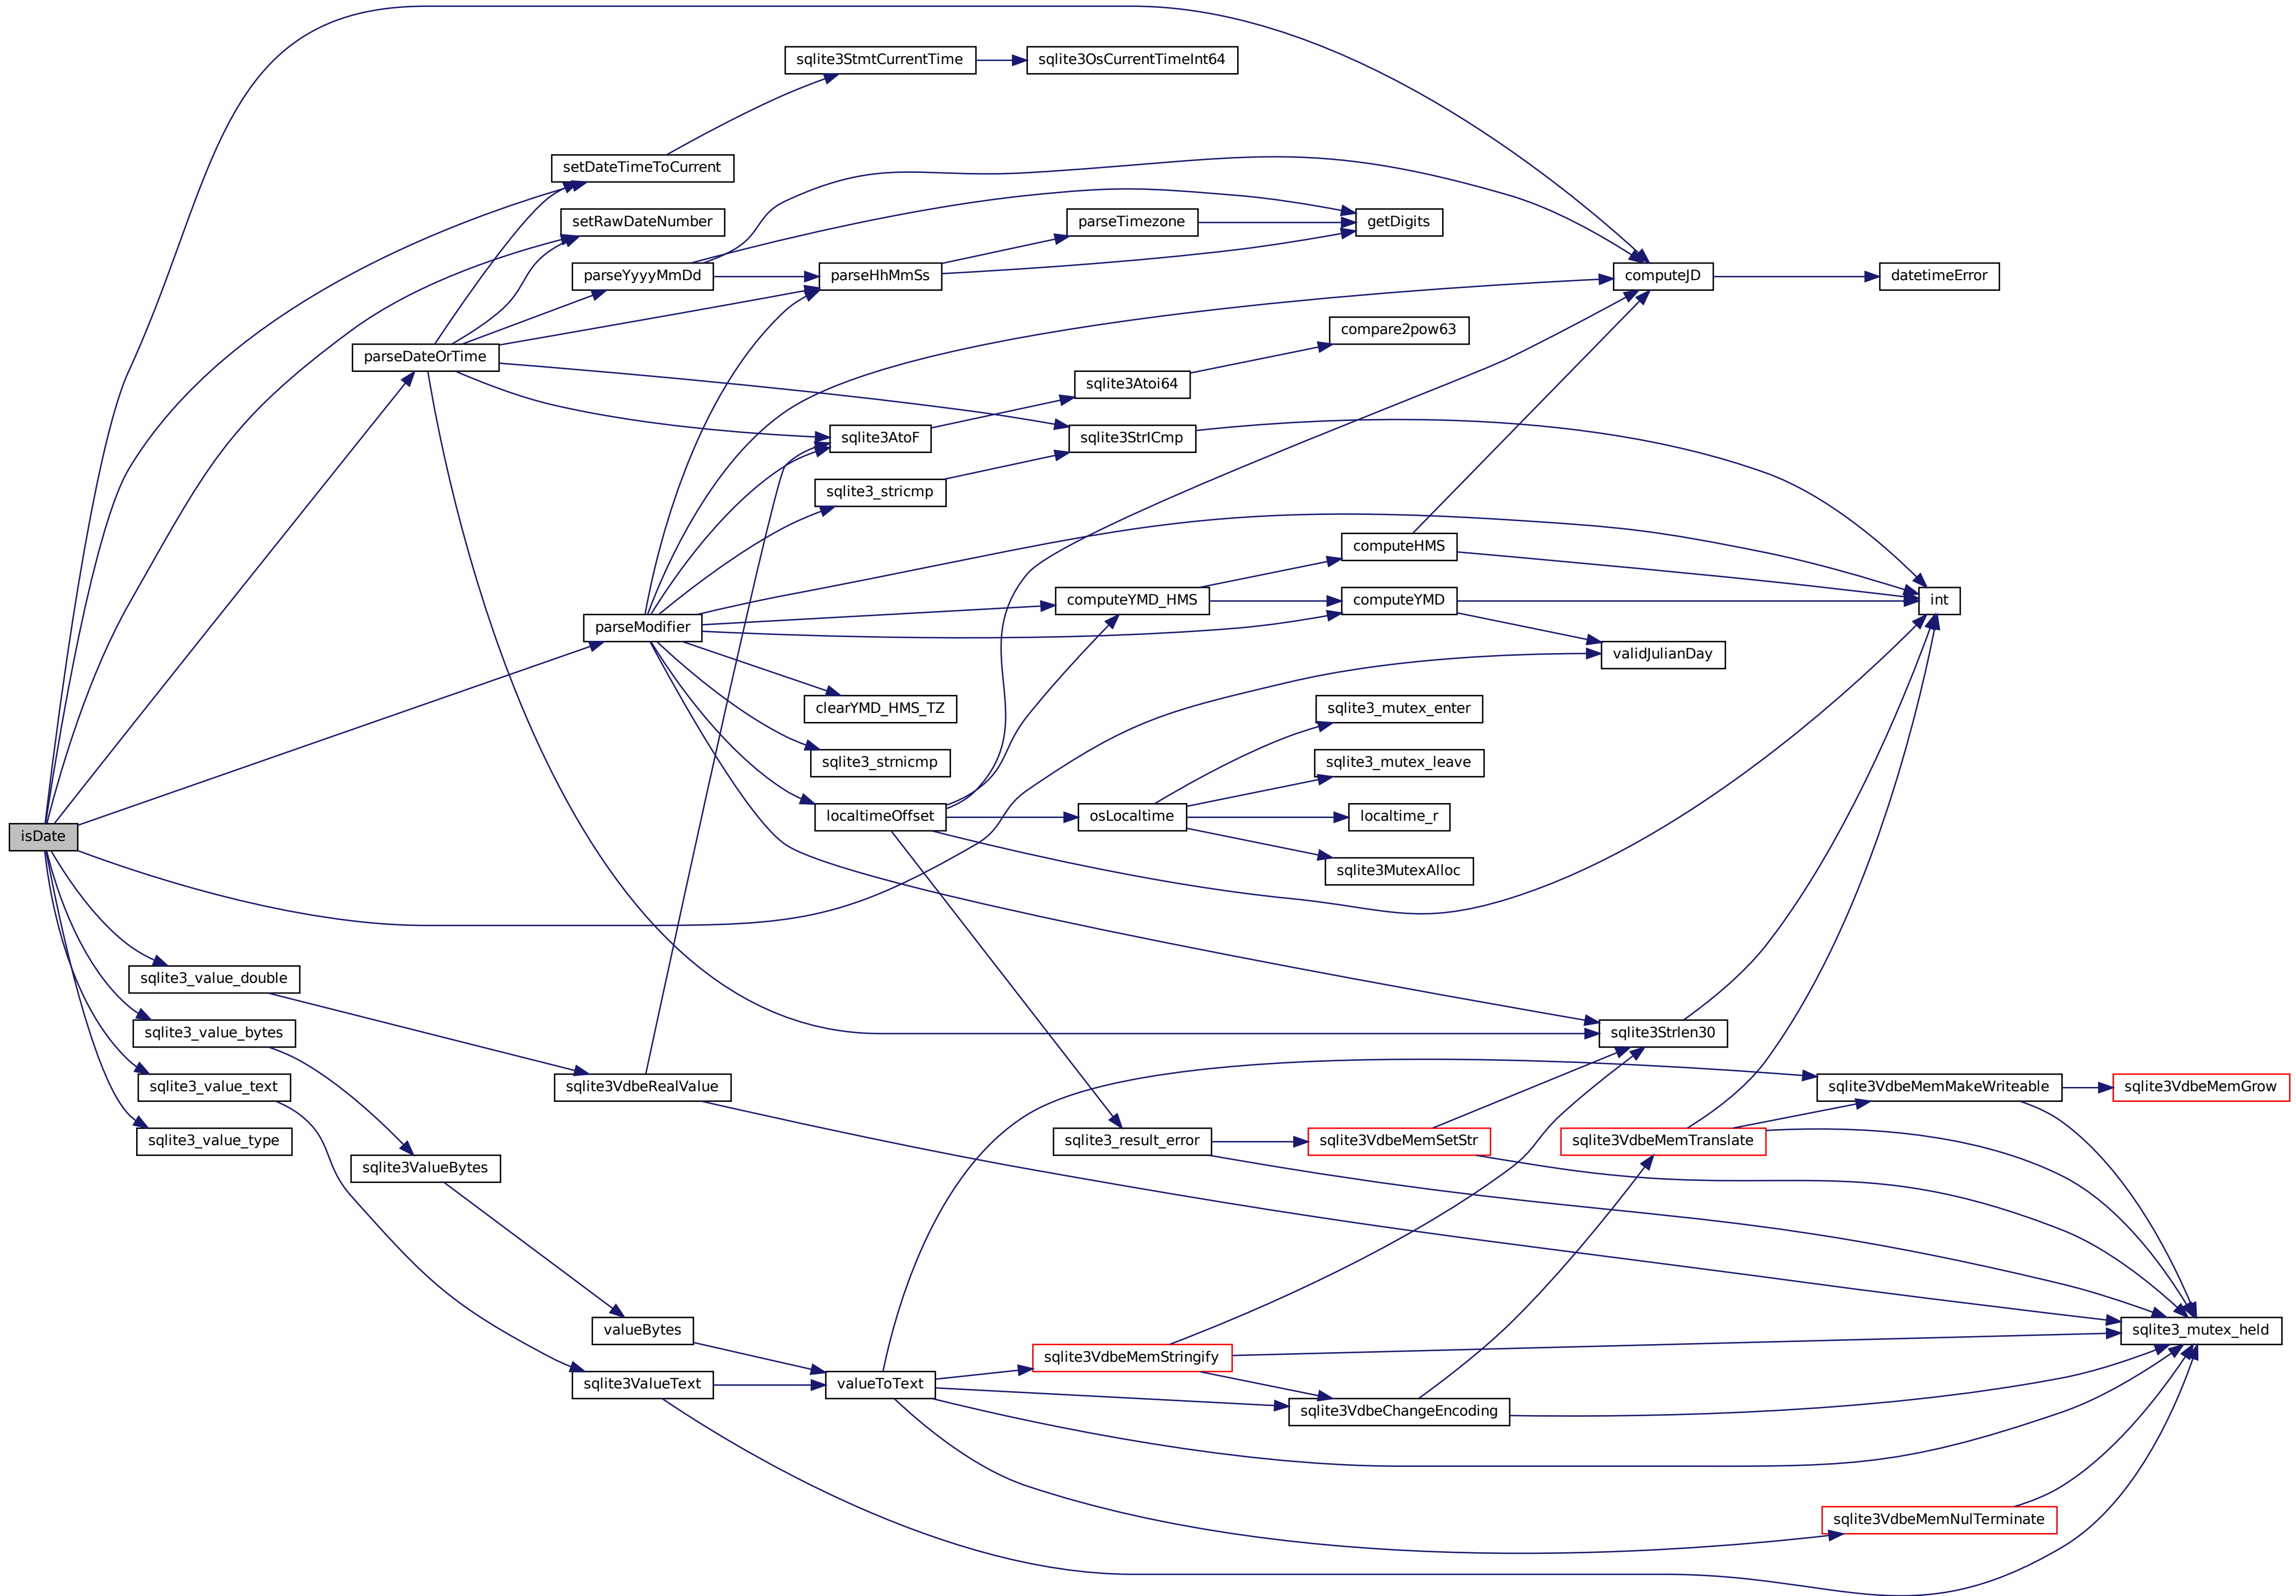 sqlite3StmtCurrentTime
sqlite3OsCurrentTimeInt64
setDateTimeToCurrent
setRawDateNumber
parseTimezone
getDigits
parseYyyyMmDd
parseHhMmSs
computeJD
datetimeError
compare2pow63
parseDateOrTime
sqlite3Atoi64
sqlite3AtoF
sqlite3StrICmp
sqlite3_stricmp
computeHMS
computeYMD_HMS
computeYMD
int
parseModifier
validJulianDay
clearYMD_HMS_TZ
sqlite3_mutex_enter
sqlite3_strnicmp
sqlite3_mutex_leave
localtimeOffset
osLocaltime
localtime_r
isDate
sqlite3MutexAlloc
sqlite3_value_double
sqlite3_value_bytes
sqlite3Strlen30
sqlite3_value_text
sqlite3VdbeRealValue
sqlite3VdbeMemMakeWriteable
sqlite3VdbeMemGrow
sqlite3_value_type
sqlite3_result_error
sqlite3VdbeMemSetStr
sqlite3VdbeMemTranslate
sqlite3ValueBytes
valueBytes
sqlite3_mutex_held
sqlite3VdbeMemStringify
sqlite3ValueText
valueToText
sqlite3VdbeChangeEncoding
sqlite3VdbeMemNulTerminate